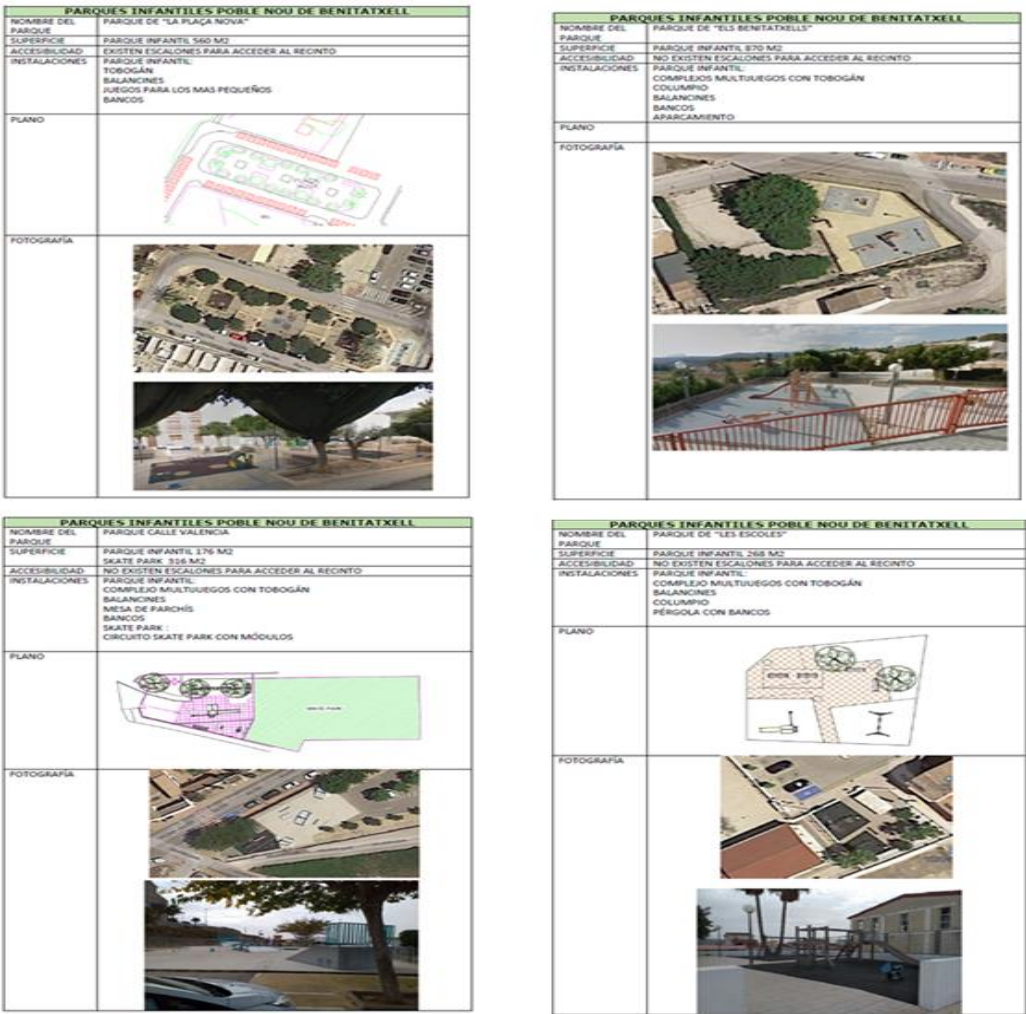 PARQUES INFANTILES POBLE NOU DE BENITATXELL
NOMBRE DEL PARQUE
PARQUE DE "LA PLAÇA NOVA"
SUPERFICIE
PARQUE INFANTIL 560 M2
ACCESIBILIDAD
EXISTEN ESCALONES PARA ACCEDER AL RECINTO
INSTALACIONES
PARQUE INFANTIL:
TOBOGÁN
BALANCINES
JUEGOS PARA LOS MAS PEQUEÑOS
BANCOS
PLANO
FOTOGRAFÍA
PARQUES INFANTILES POBLE NOU DE BENITATXELL
NOMBRE DEL PARQUE
PARQUE DE "ELS BENITATXELLS"
SUPERFICIE
PARQUE INFANTIL 870 M2
ACCESIBILIDAD
NO EXISTEN ESCALONES PARA ACCEDER AL RECINTO
INSTALACIONES
PARQUE INFANTIL:
COMPLEJOS MULTIJUEGOS CON TOBOGÁN
COLUMPIO
BALANCINES
BANCOS
APARCAMIENTO
PLANO
FOTOGRAFÍA
PARQUES INFANTILES POBLE NOU DE BENITATXELL
NOMBRE DEL PARQUE
PARQUE CALLE VALENCIA
SUPERFICIE
PARQUE INFANTIL 176 M2
SKATE PARK 316 M2
ACCESIBILIDAD
NO EXISTEN ESCALONES PARA ACCEDER AL RECINTO
INSTALACIONES
PARQUE INFANTIL:
COMPLEJO MULTIJUEGOS CON TOBOGÁN
BALANCINES
MESA DE PARCHÍS
BANCOS
SKATE PARK :
CIRCUITO SKATE PARK CON MÓDULOS
PLANO
FOTOGRAFÍA
PARQUES INFANTILES POBLE NOU DE BENITATXELL
NOMBRE DEL PARQUE
PARQUE DE "LES ESCOLES"
SUPERFICIE
PARQUE INFANTIL 268 M2
ACCESIBILIDAD
NO EXISTEN ESCALONES PARA ACCEDER AL RECINTO
INSTALACIONES
PARQUE INFANTIL:
COMPLEJO MULTIJUEGOS CON TOBOGÁN
BALANCINES
COLUMPIO
PÉRGOLA CON BANCOS
PLANO
FOTOGRAFÍA